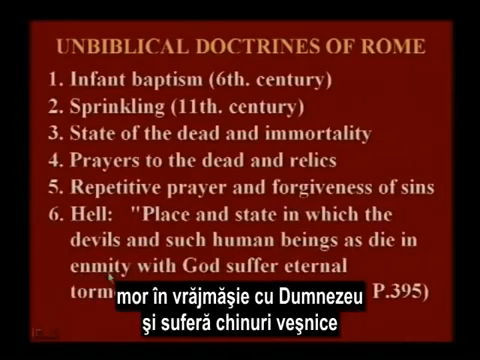 UNBIBLICAL DOCTRINES OF ROME
1. Infant baptism (6th. century)
2. Sprinkling (11th. century)
3. State of the dead and immortality
4. Prayers to the dead and relics
5. Repetitive prayer and forgiveness of sins
6. Hell: "Place and state in which the
devils and such human beings as die in
enmity with God suffer eternal
P.395)
mor în vrăjmăşie cu Dumnezeu
şi suferă chinuri veşnice